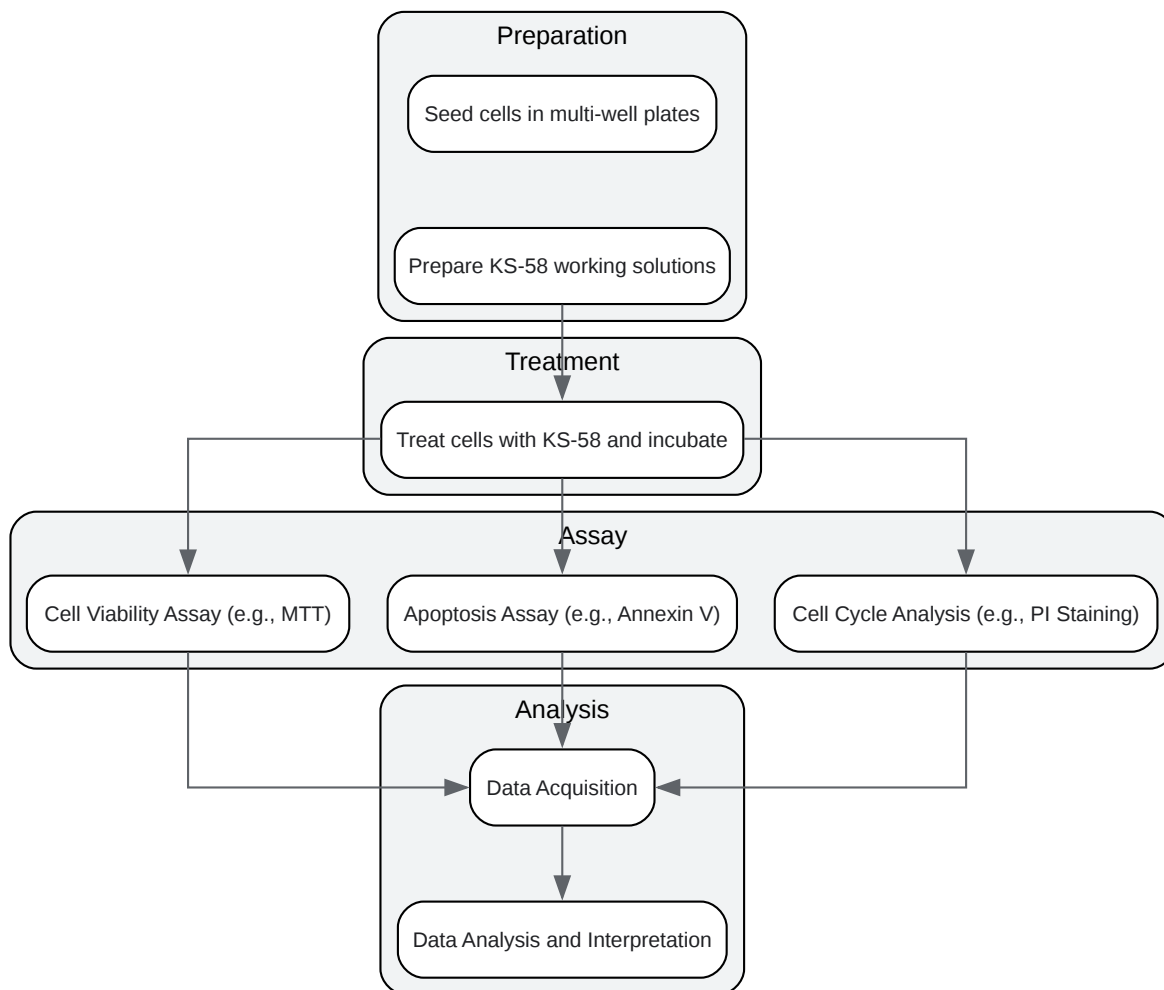 Preparation
Seed cells in multi-well plates
Prepare KS-58 working solutions
Treatment
Treat cells with KS-58 and incubate
Assay
Cell Viability Assay (e.g., MTT)
Apoptosis Assay (e.g., Annexin V)
Cell Cycle Analysis (e.g., PI Staining)
Analysis
Data Acquisition
Data Analysis and Interpretation